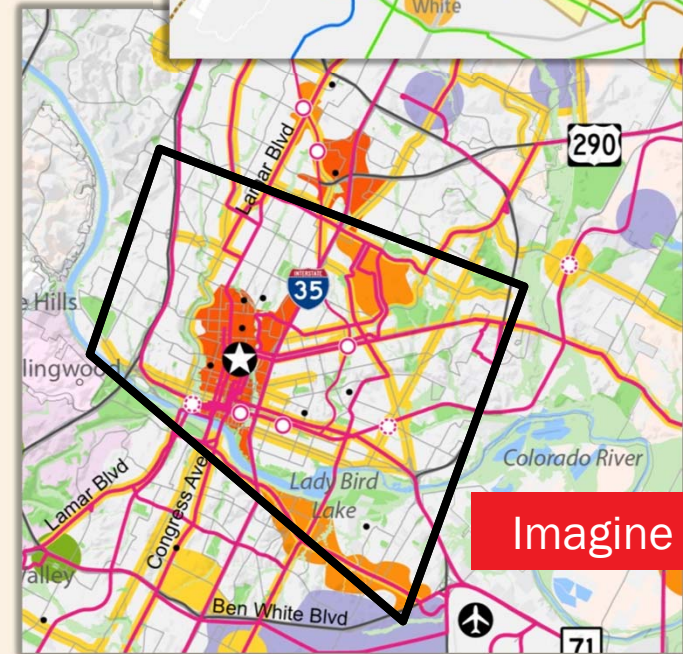 White
290
Lamar Blvd
INTERSTATE
35
Hills
lingwood
Colorado River
Lady Bird
Lake
Lamar Blvd
Congress Ave
Imagine
alley
Ben White Blvd
71